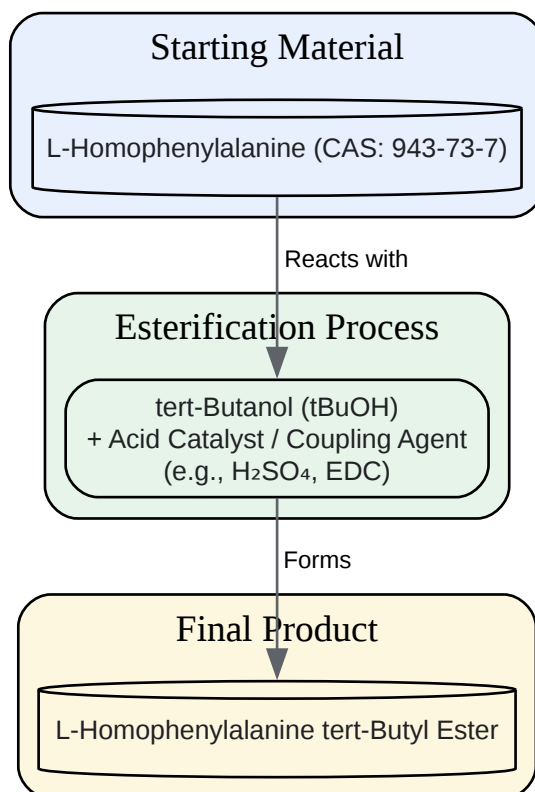 Starting Material
L-Homophenylalanine (CAS: 943-73-7)
Reacts with
Esterification Process
tert-Butanol (tBuOH)
+ Acid Catalyst / Coupling Agent
(e.g., H₂SO₄, EDC)
Forms
Final Product
L-Homophenylalanine tert-Butyl Ester